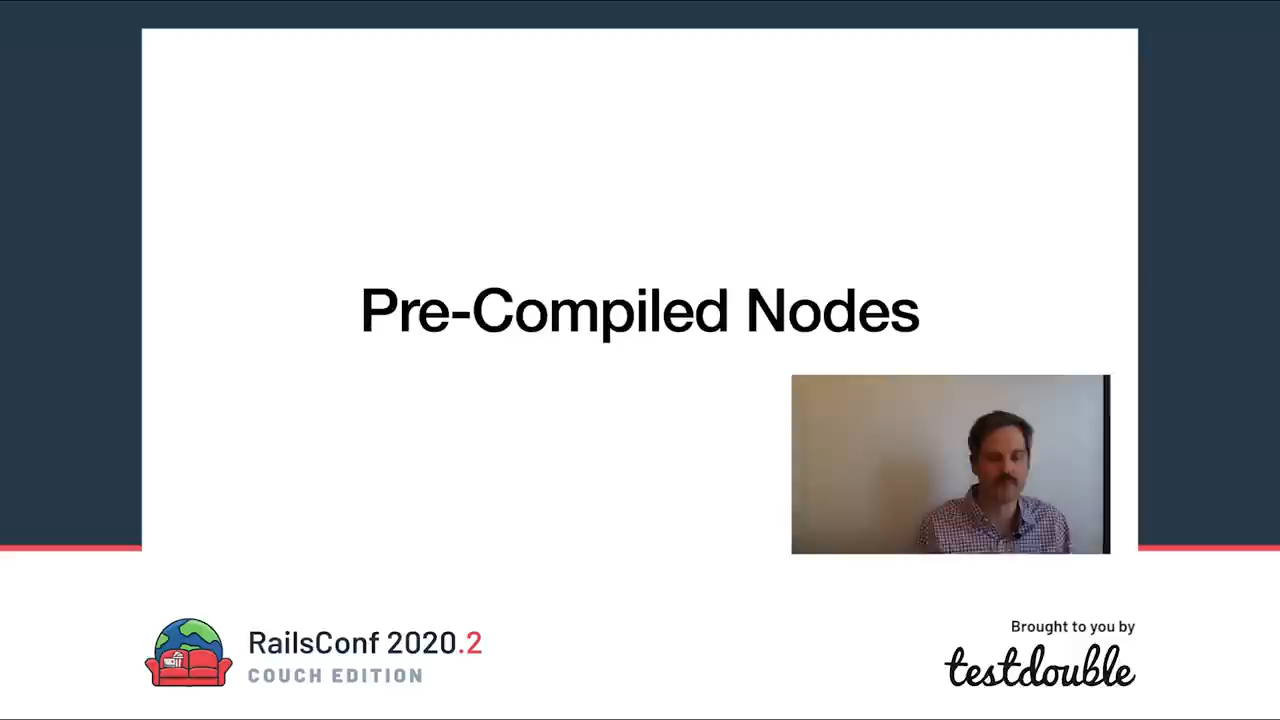 Pre-Compiled Nodes
RailsConf 2020.2
COUCH EDITION
Brought to you by
testdouble